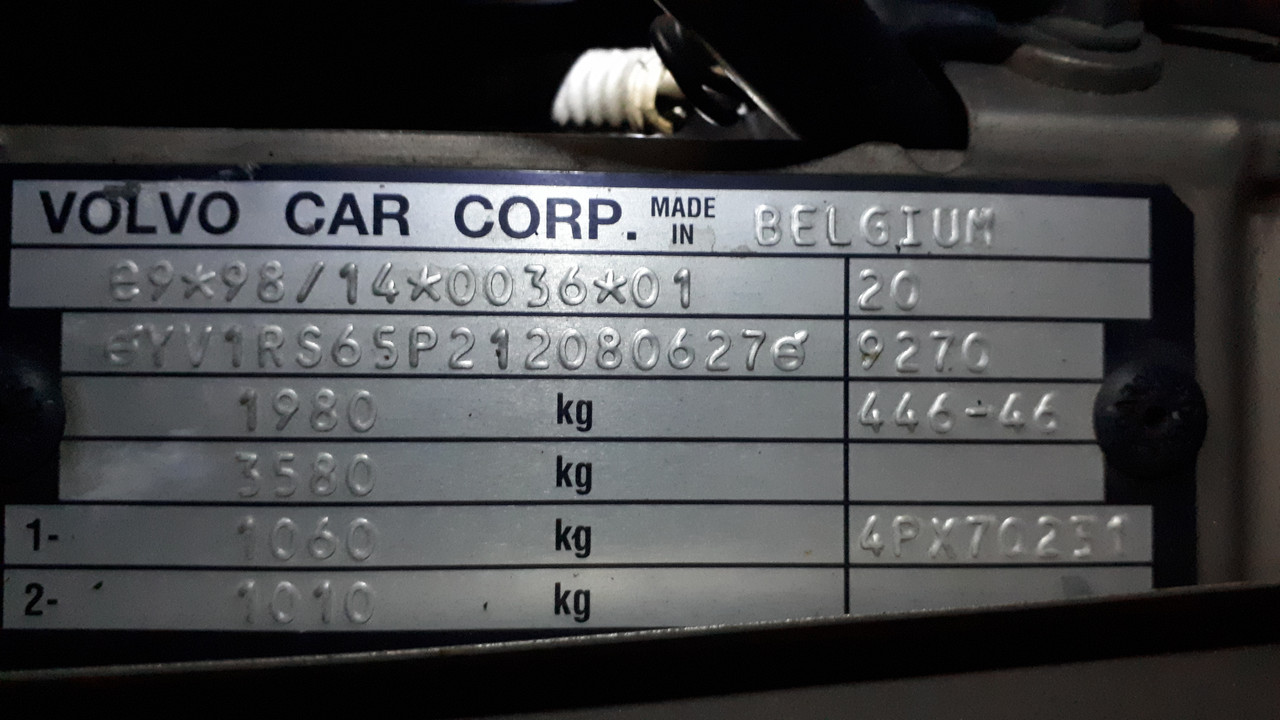 VOLVO CAR CORP. MADE IN BELGIUM
e9*98/14*0036*01 20
YV1RS65P212080627 9270
1980 kg 446-46
3580 kg
1- 1060 kg 4PX70231
2- 1010 kg